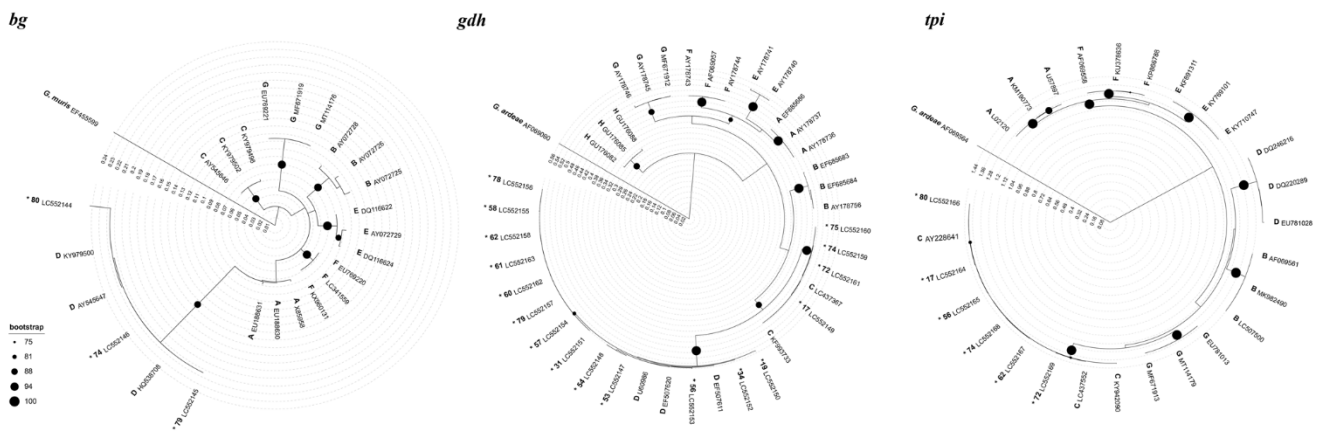 bg
G. muris EF455599
C AY545646
C KY979502
C KY979498
G EU769221
G MF671919
G MT114176
B AY072728
B AY072726
B AY072725
E DQ116622
E AY072729
E DQ116624
F EU769220
F LC341559
F KX960131
A X85958
A EU188630
A EU188631
* 79 LC552145
D HQ538708
* 74 LC552146
D AY545647
D KY979500
* 80 LC552144
bootstrap
75
81
88
94
100
gdh
G. ardeae AF069060
H GU176082
H GU176085
H GU176088
G AY178746
G AY178745
G MF671912
F AY178743
F AF069057
F AY178744
E AY178741
E AY178740
A EF685686
A AY178737
A AY178736
B EF685683
B EF685684
B AY178756
* 75 LC552160
* 74 LC552159
* 72 LC552161
C LC437367
* 17 LC552149
C KF993733
* 19 LC552150
* 34 LC552152
D EF507611
* 56 LC552153
D EF507620
D U60986
* 53 LC552147
* 54 LC552148
* 31 LC552151
* 57 LC552154
* 79 LC552157
* 60 LC552162
* 61 LC552163
* 62 LC552158
* 58 LC552155
* 78 LC552156
tpi
G. ardeae AF069564
A L02120
A KM190773
A U57897
F AF069558
F KU378636
F KP866786
E KF891311
E KY769101
E KY710747
D DQ246216
D DQ220289
D EU781028
B AF069561
B MK982490
B LC507500
G EU781013
G MT114179
G MF671913
C KY942090
C LC437552
* 72 LC552169
* 62 LC552167
* 74 LC552168
* 56 LC552165
* 17 LC552164
C AY228641
* 80 LC552166